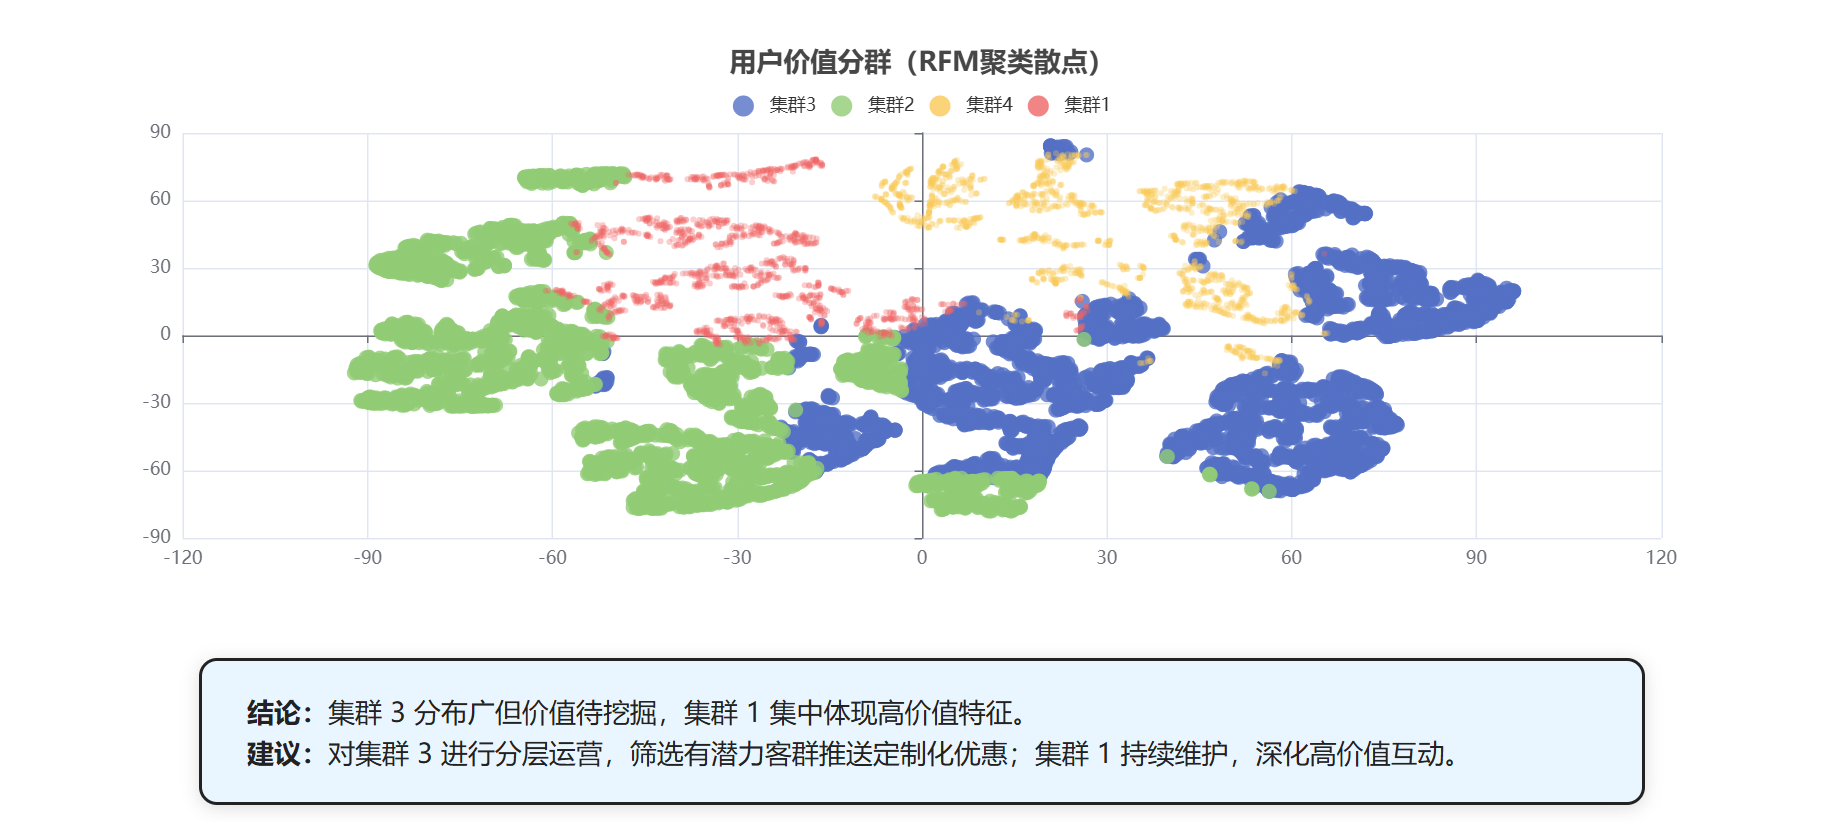 用户价值分群（RFM聚类散点）
集群3 集群2 集群4 集群1
90
60
30
0
-30
-60
-90
-120 -90 -60 -30 0 30 60 90 120
结论：集群 3 分布广但价值待挖掘，集群 1 集中体现高价值特征。
建议：对集群 3 进行分层运营，筛选有潜力客群推送定制化优惠；集群 1 持续维护，深化高价值互动。